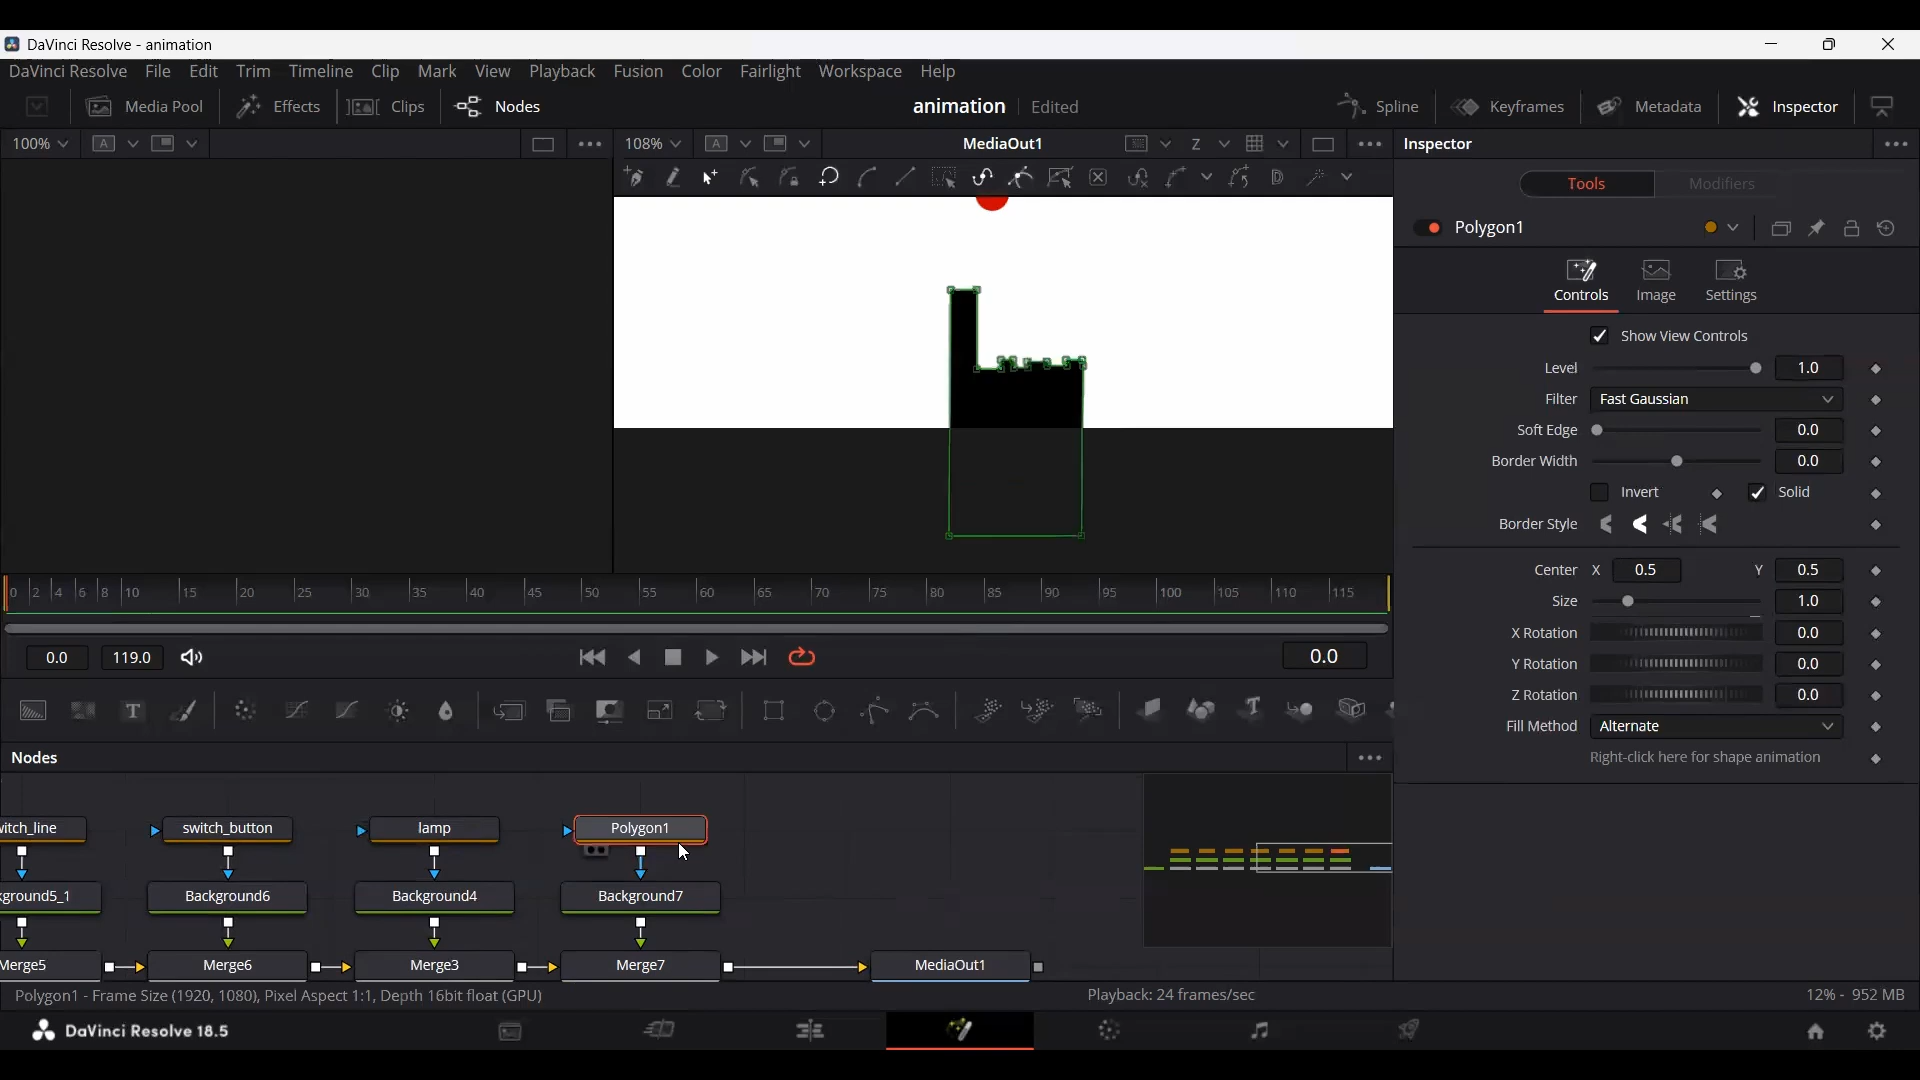 DaVinci Resolve - animation
DaVinci Resolve File Edit Trim Timeline Clip Mark View Playback Fusion Color Fairlight Workspace Help
Media Pool Effects Clips Nodes animation Edited Spline Keyframes Metadata Inspector
100% A 108% A MediaOut1 Z Inspector
Tools Modifiers
Polygon1
Controls Image Settings
Show View Controls
Level 1.0
Filter Fast Gaussian
Soft Edge 0.0
Border Width 0.0
Invert Solid
Border Style
Center X 0.5 Y 0.5
Size 1.0
X Rotation 0.0
Y Rotation 0.0
Z Rotation 0.0
Fill Method Alternate
Right-click here for shape animation
0 2 4 6 8 10 15 20 25 30 35 40 45 50 55 60 65 70 75 80 85 90 95 100 105 110 115
0.0 119.0 0.0
T T
Nodes
witch_line switch_button lamp Polygon1
kground5_1 Background6 Background4 Background7
Merge5 Merge6 Merge3 Merge7 MediaOut1
Polygon1 - Frame Size (1920, 1080), Pixel Aspect 1:1, Depth 16bit float (GPU) Playback: 24 frames/sec 12% - 952 MB
DaVinci Resolve 18.5